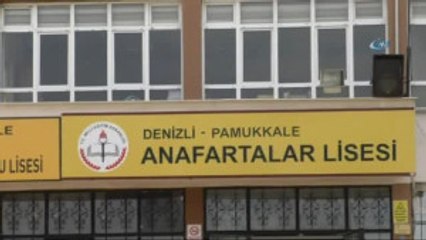 LE
U LİSESİ
DENİZLİ - PAMUKKALE
ANAFARTALAR LİSESİ